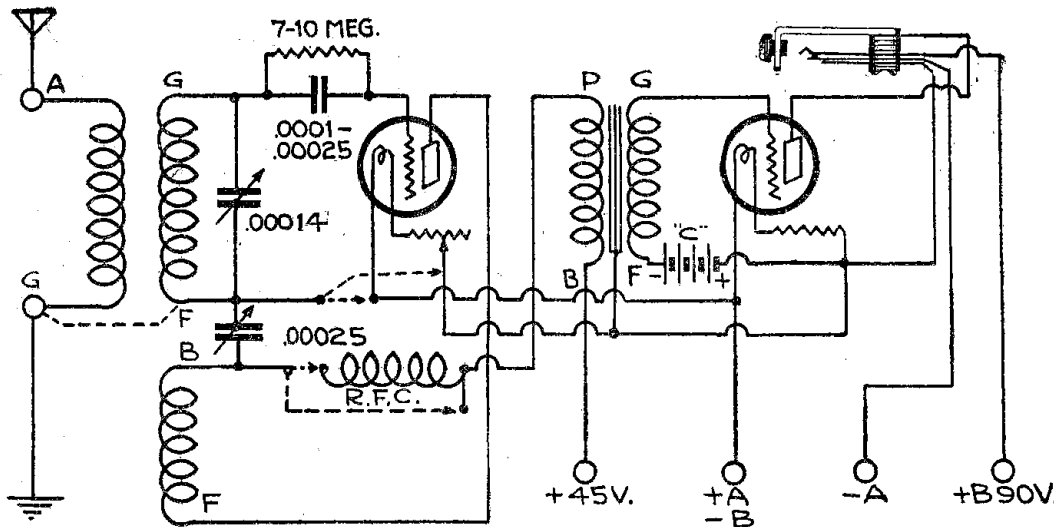 7-10 MEG.
A
G
P
G
.0001-
.00025
.00014
"C"
G
F
B
F
-
+
.00025
B
R.F.C.
F
+45V.
+A
-B
-A
+B90V.